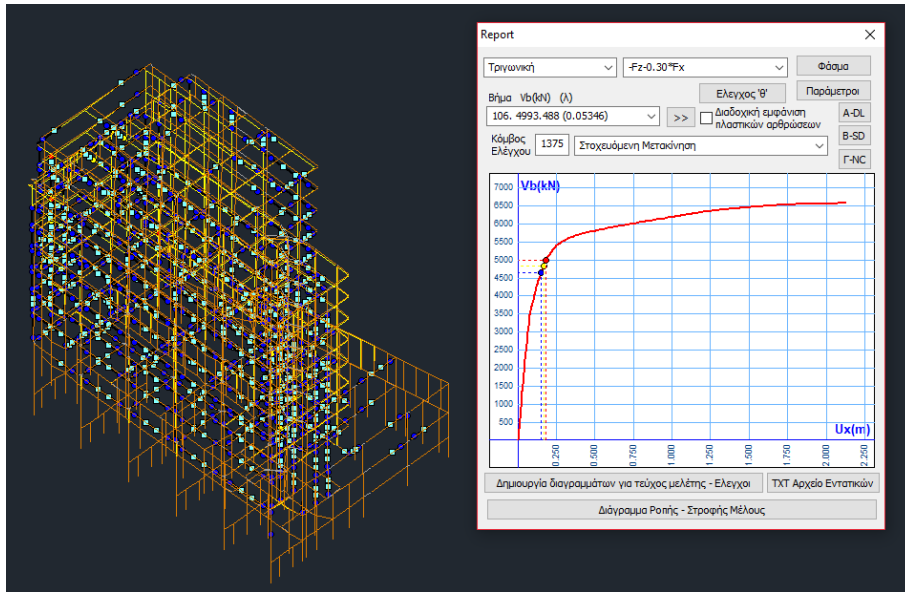 Report
Τριγωνική -Fz-0.30*Fx Φάσμα
Βήμα Vb(kN) (λ) Ελεγχος 'θ' Παράμετροι
106. 4993.488 (0.05346) >> Διαδοχική εμφάνιση πλαστικών αρθρώσεων A-DL
Κόμβος Ελέγχου 1375 Στοχευόμενη Μετακίνηση B-SD
Γ-NC
Vb(kN)
7000
6500
6000
5500
5000
4500
4000
3500
3000
2500
2000
1500
1000
500
Ux(m)
0.250 0.500 0.750 1.000 1.250 1.500 1.750 2.000 2.250
Δημιουργία διαγραμμάτων για τεύχος μελέτης - Ελεγχοι TXT Αρχείο Εντατικών
Διάγραμμα Ροπής - Στροφής Μέλους